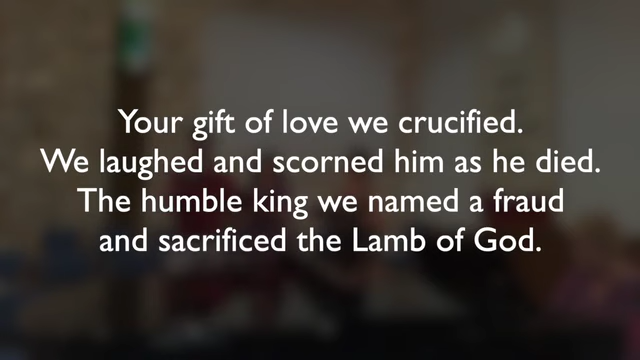 Your gift of love we crucified.
We laughed and scorned him as he died.
The humble king we named a fraud
and sacrificed the Lamb of God.